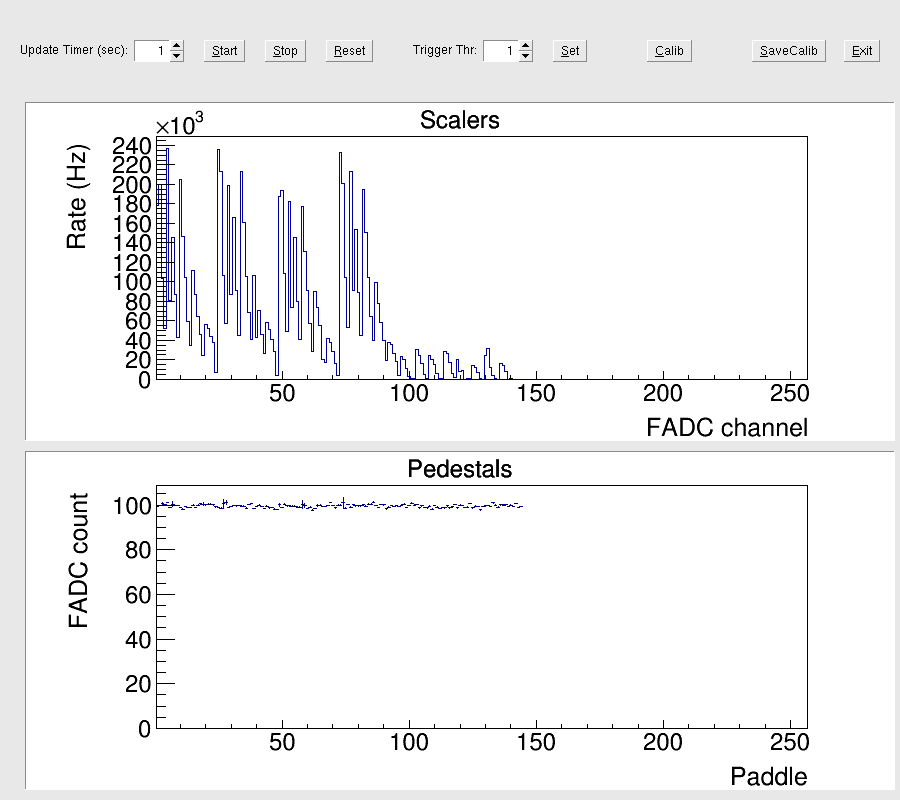 Update Timer (sec): 1 Start Stop Reset Trigger Thr: 1 Set Calib SaveCalib Exit
Scalers
×10³
Rate (Hz)
240
220
200
180
160
140
120
100
80
60
40
20
0
50 100 150 200 250
FADC channel
Pedestals
FADC count
100
80
60
40
20
0
50 100 150 200 250
Paddle